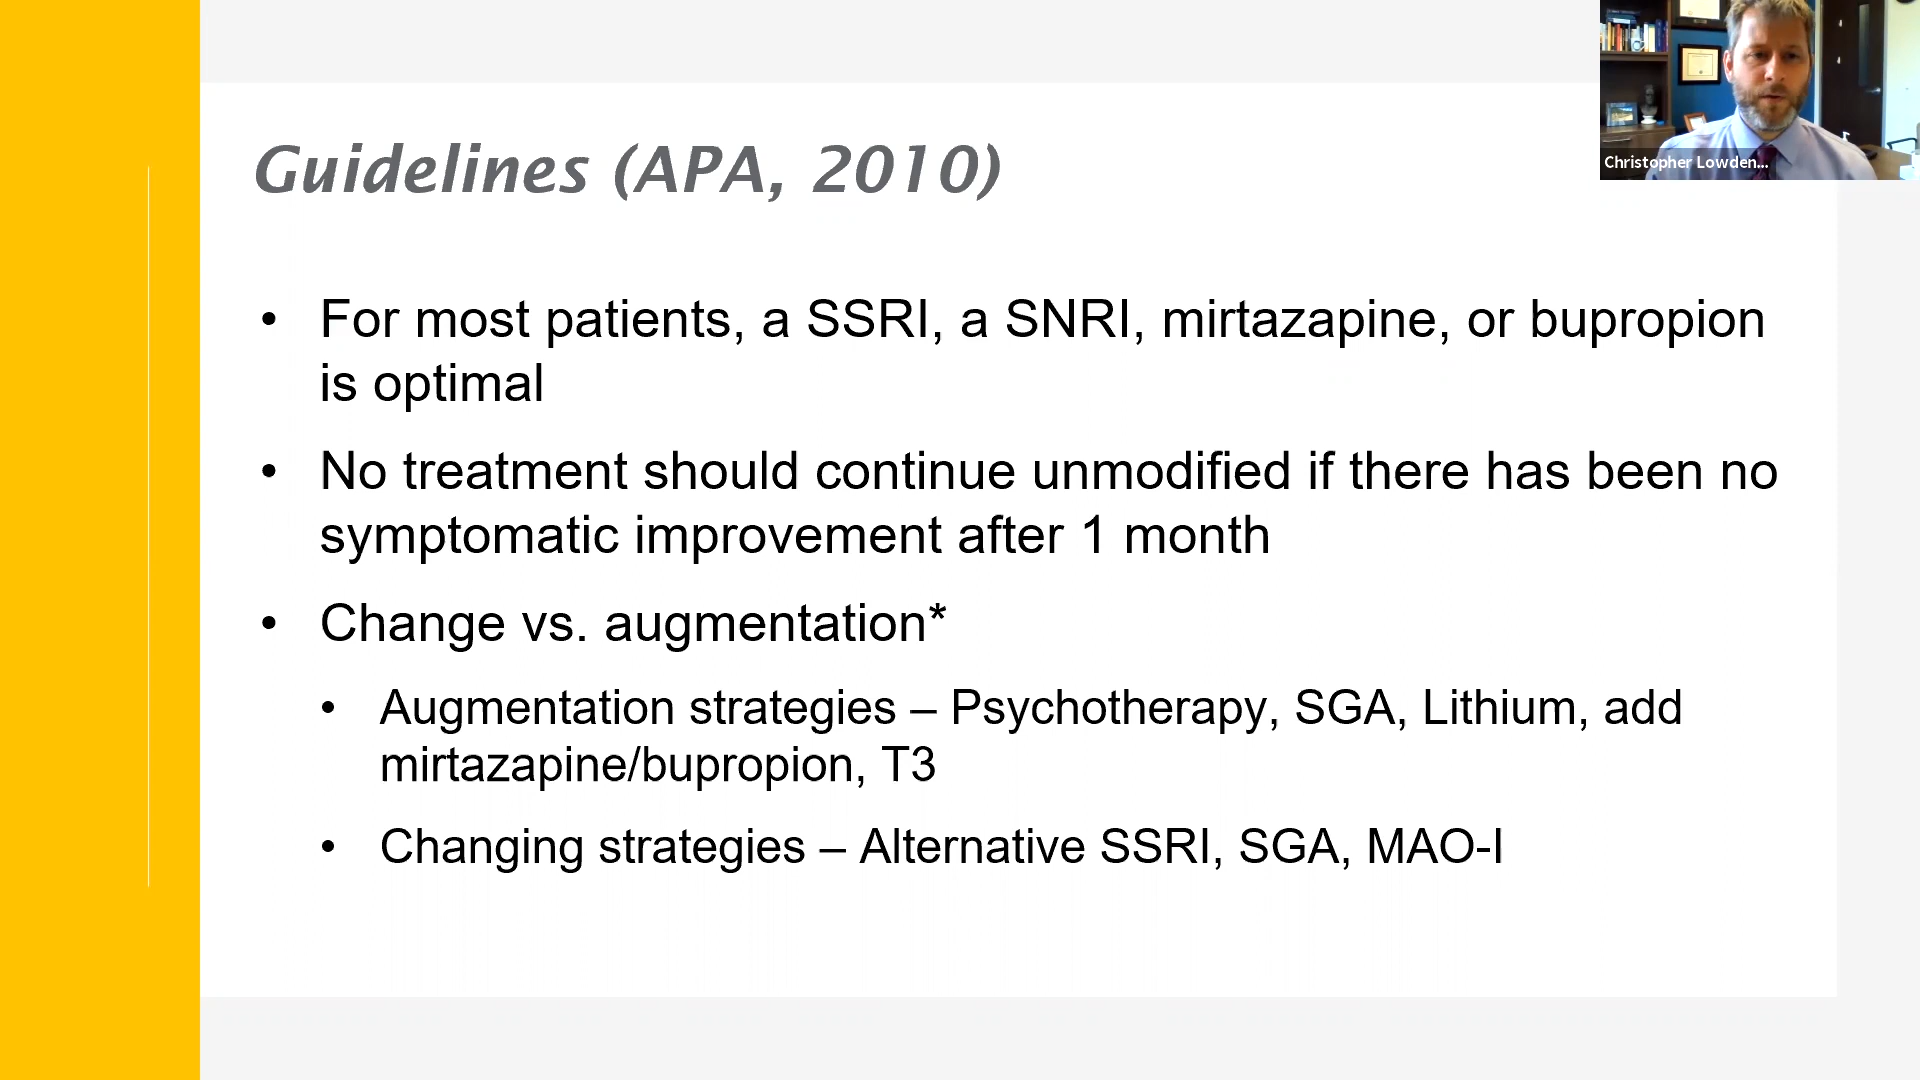 Guidelines (APA, 2010)
• For most patients, a SSRI, a SNRI, mirtazapine, or bupropion
is optimal
• No treatment should continue unmodified if there has been no
symptomatic improvement after 1 month
• Change vs. augmentation*
• Augmentation strategies – Psychotherapy, SGA, Lithium, add
mirtazapine/bupropion, T3
• Changing strategies – Alternative SSRI, SGA, MAO-I
Christopher Lowden...